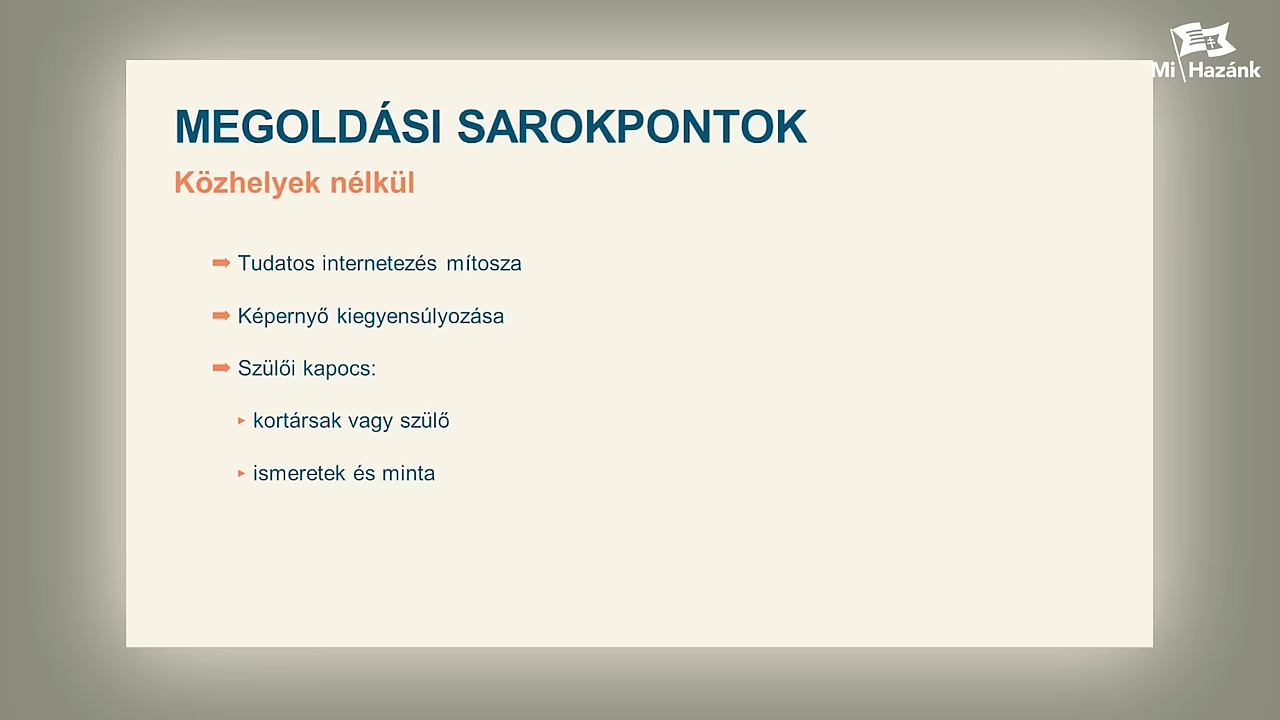 Mi Hazánk
MEGOLDÁSI SAROKPONTOK
Közhelyek nélkül
Tudatos internetezés mítosza
Képernyő kiegyensúlyozása
Szülői kapocs:
kortársak vagy szülő
ismeretek és minta